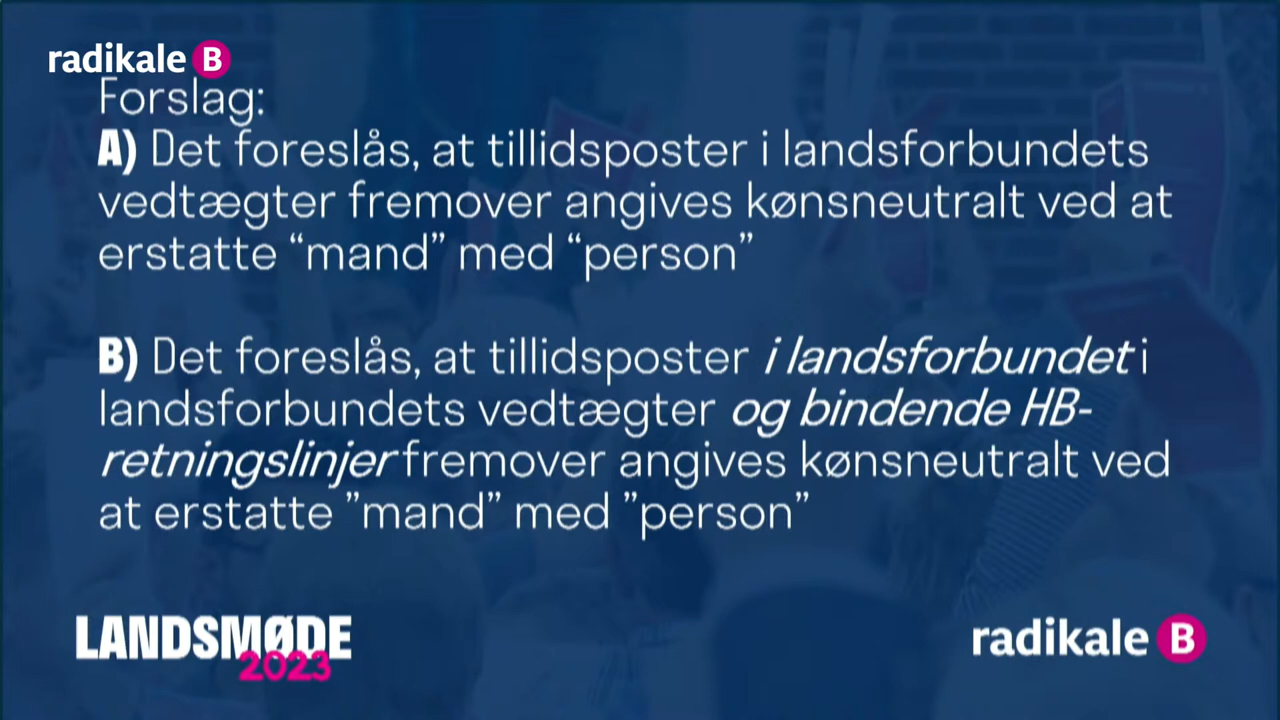 radikale B
Forslag:
A) Det foreslås, at tillidsposter i landsforbundets
vedtægter fremover angives kønsneutralt ved at
erstatte “mand” med “person”
B) Det foreslås, at tillidsposter i landsforbundet i
landsforbundets vedtægter og bindende HB-
retningslinjer fremover angives kønsneutralt ved
at erstatte ”mand” med ”person”
LANDSMØDE
2023
radikale B